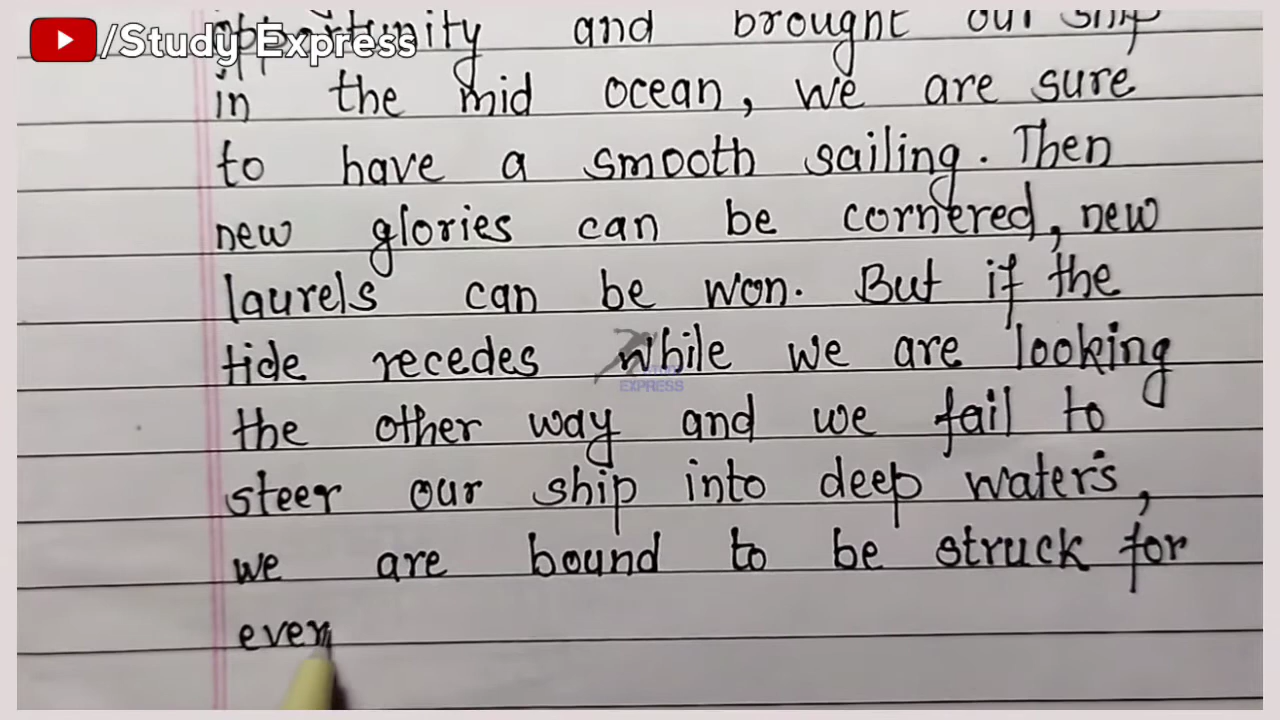 /Study Express
opportunity and brought our ship
in the mid ocean, we are sure
to have a smooth sailing. Then
new glories can be cornered, new
laurels can be won. But if the
tide recedes while we are looking
EXPRESS
the other way and we fail to
steer our ship into deep waters,
we are bound to be struck for
ever